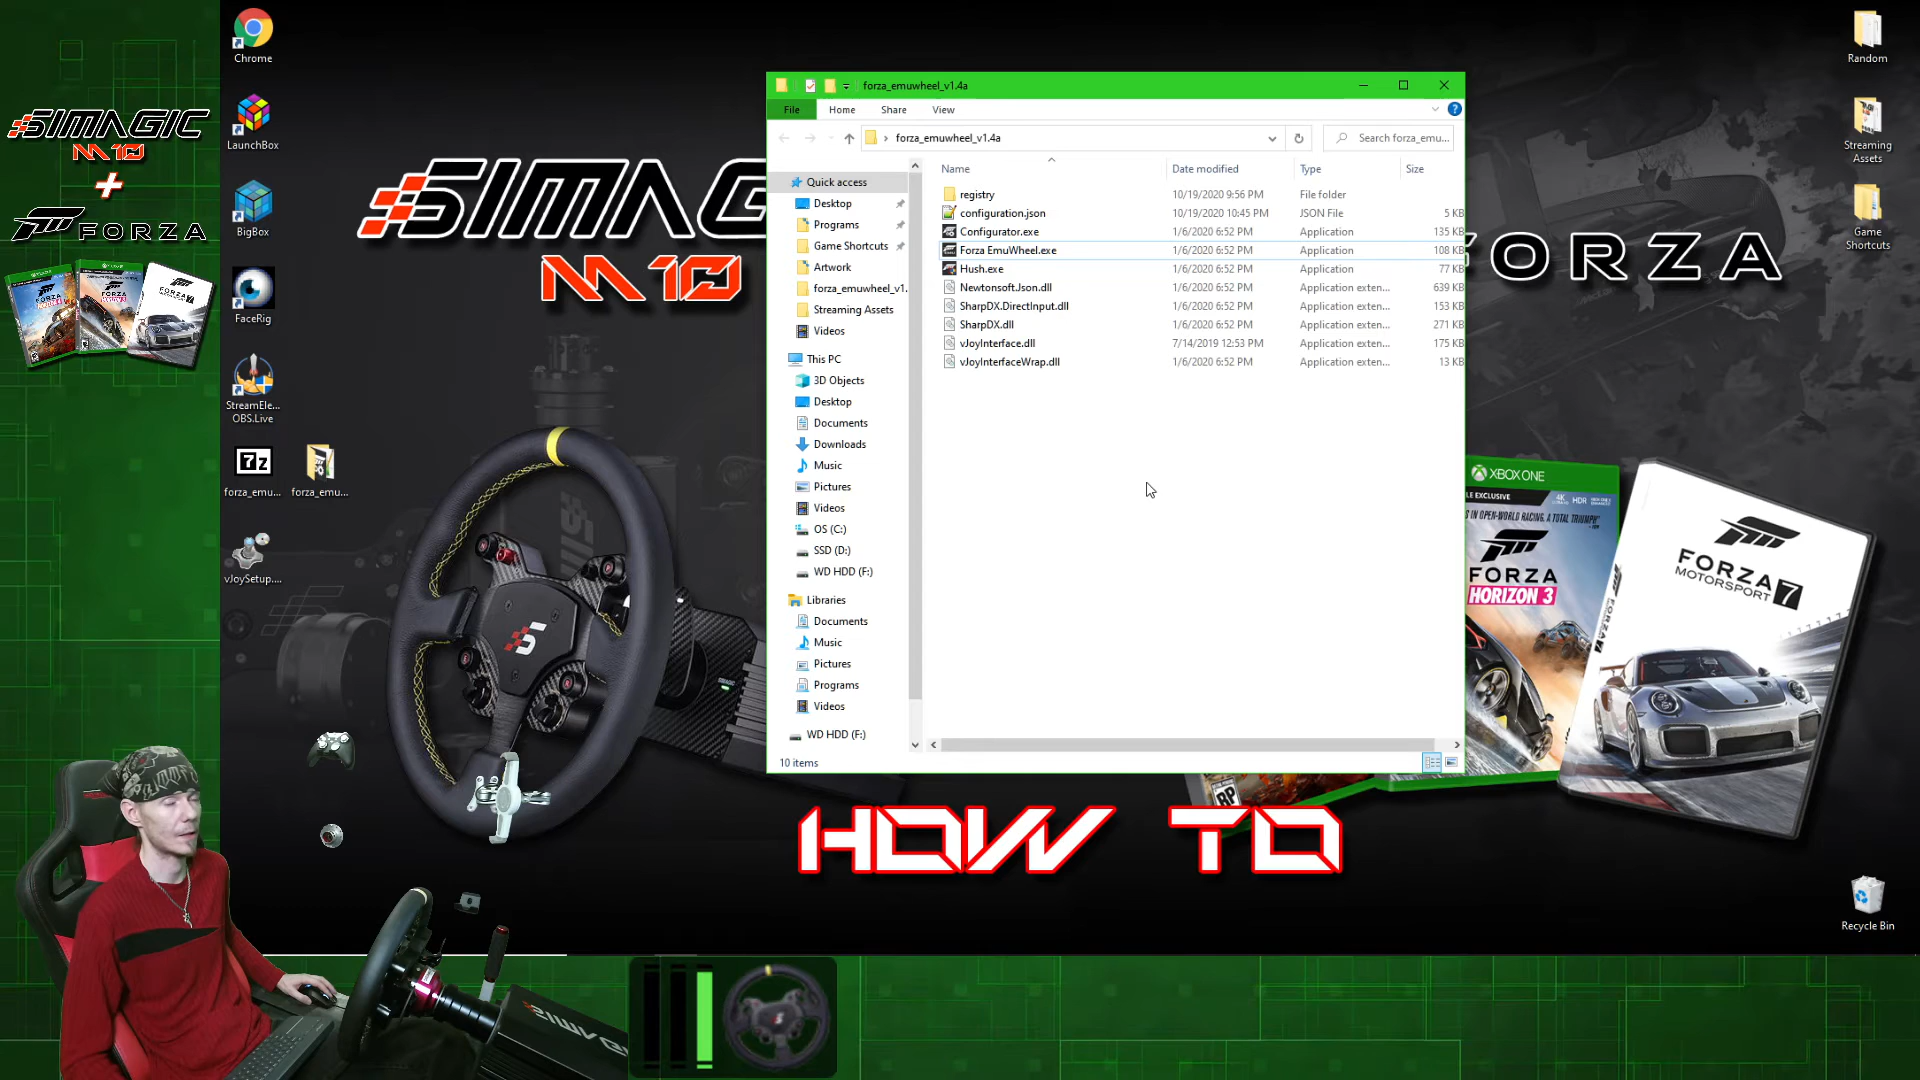 SIMAGIC
M10
+
FORZA
Chrome
LaunchBox
BigBox
FaceRig
StreamEle...
OBS.Live
forza_emu...
forza_emu...
vJoySetup....
SIMAGIC
M10
FORZA
HOW TO
forza_emuwheel_v1.4a
File
Home
Share
View
forza_emuwheel_v1.4a
Search forza_emu...
Name
Date modified
Type
Size
registry 10/19/2020 9:56 PM File folder
configuration.json 10/19/2020 10:45 PM JSON File 5 KB
Configurator.exe 1/6/2020 6:52 PM Application 135 KB
Forza EmuWheel.exe 1/6/2020 6:52 PM Application 108 KB
Hush.exe 1/6/2020 6:52 PM Application 77 KB
Newtonsoft.Json.dll 1/6/2020 6:52 PM Application exten... 639 KB
SharpDX.DirectInput.dll 1/6/2020 6:52 PM Application exten... 153 KB
SharpDX.dll 1/6/2020 6:52 PM Application exten... 271 KB
vJoyInterface.dll 7/14/2019 12:53 PM Application exten... 175 KB
vJoyInterfaceWrap.dll 1/6/2020 6:52 PM Application exten... 13 KB
Quick access
Desktop
Programs
Game Shortcuts
Artwork
forza_emuwheel_v1.
Streaming Assets
Videos
This PC
3D Objects
Desktop
Documents
Downloads
Music
Pictures
Videos
OS (C:)
SSD (D:)
WD HDD (F:)
Libraries
Documents
Music
Pictures
Programs
Videos
WD HDD (F:)
10 items
Random
Streaming
Assets
Game
Shortcuts
XBOX ONE
4K HDR
FORZA
HORIZON 3
FORZA
MOTORSPORT 7
RP
Recycle Bin